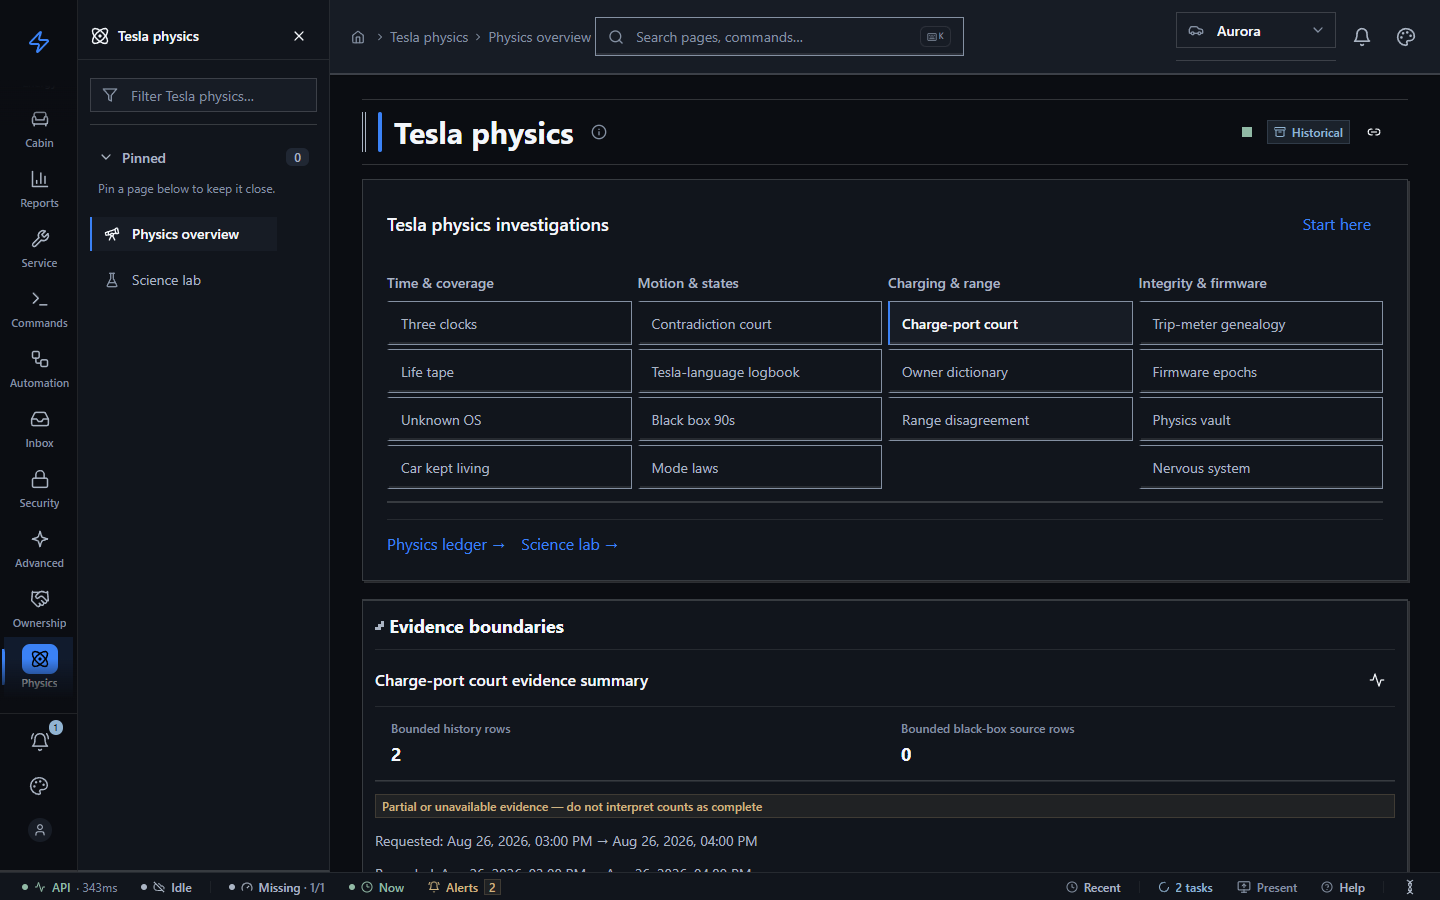 Tesla physics
Tesla physics
Physics overview
Search pages, commands...
K
Aurora
Filter Tesla physics...
Pinned
0
Pin a page below to keep it close.
Physics overview
Science lab
Cabin
Reports
Service
Commands
Automation
Inbox
Security
Advanced
Ownership
Physics
1
Tesla physics
Historical
Tesla physics investigations
Start here
Time & coverage
Three clocks
Life tape
Unknown OS
Car kept living
Motion & states
Contradiction court
Tesla-language logbook
Black box 90s
Mode laws
Charging & range
Charge-port court
Owner dictionary
Range disagreement
Integrity & firmware
Trip-meter genealogy
Firmware epochs
Physics vault
Nervous system
Physics ledger →
Science lab →
Evidence boundaries
Charge-port court evidence summary
Bounded history rows
2
Bounded black-box source rows
0
Partial or unavailable evidence — do not interpret counts as complete
Requested: Aug 26, 2026, 03:00 PM → Aug 26, 2026, 04:00 PM
API · 343ms
Idle
Missing · 1/1
Now
Alerts 2
Recent
2 tasks
Present
Help